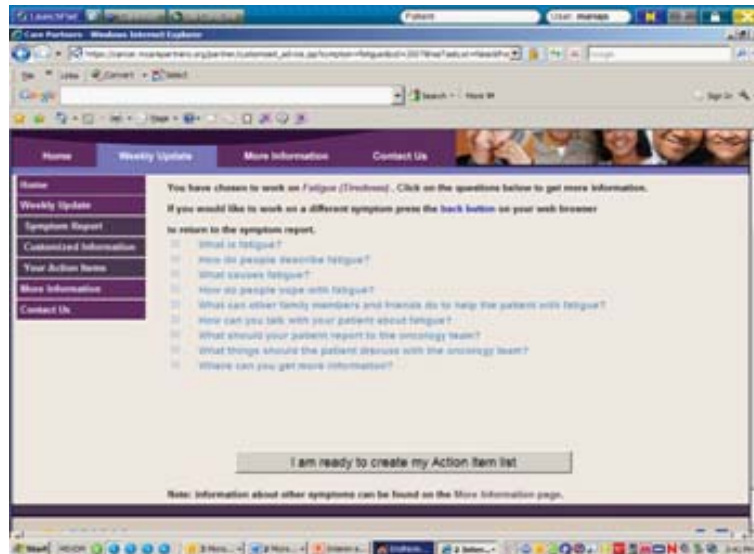 Patient
User:
Care Partners - Windows Internet Explorer
Links Convert Select
Google
Search More
Sign In
Page
Home Weekly Update More Information Contact Us
Home
Weekly Update
Symptom Report
Customized Information
Your Action Items
More Information
Contact Us
You have chosen to work on Fatigue (Tiredness) . Click on the questions below to get more information.
If you would like to work on a different symptom press the back button on your web browser
to return to the symptom report.
What is fatigue?
How do people describe fatigue?
What causes fatigue?
How do people cope with fatigue?
What can other family members and friends do to help the patient with fatigue?
How can you talk with your patient about fatigue?
What should your patient report to the oncology team?
What things should the patient discuss with the oncology team?
Where can you get more information?
I am ready to create my Action Item list
Note: Information about other symptoms can be found on the More Information page.
Start